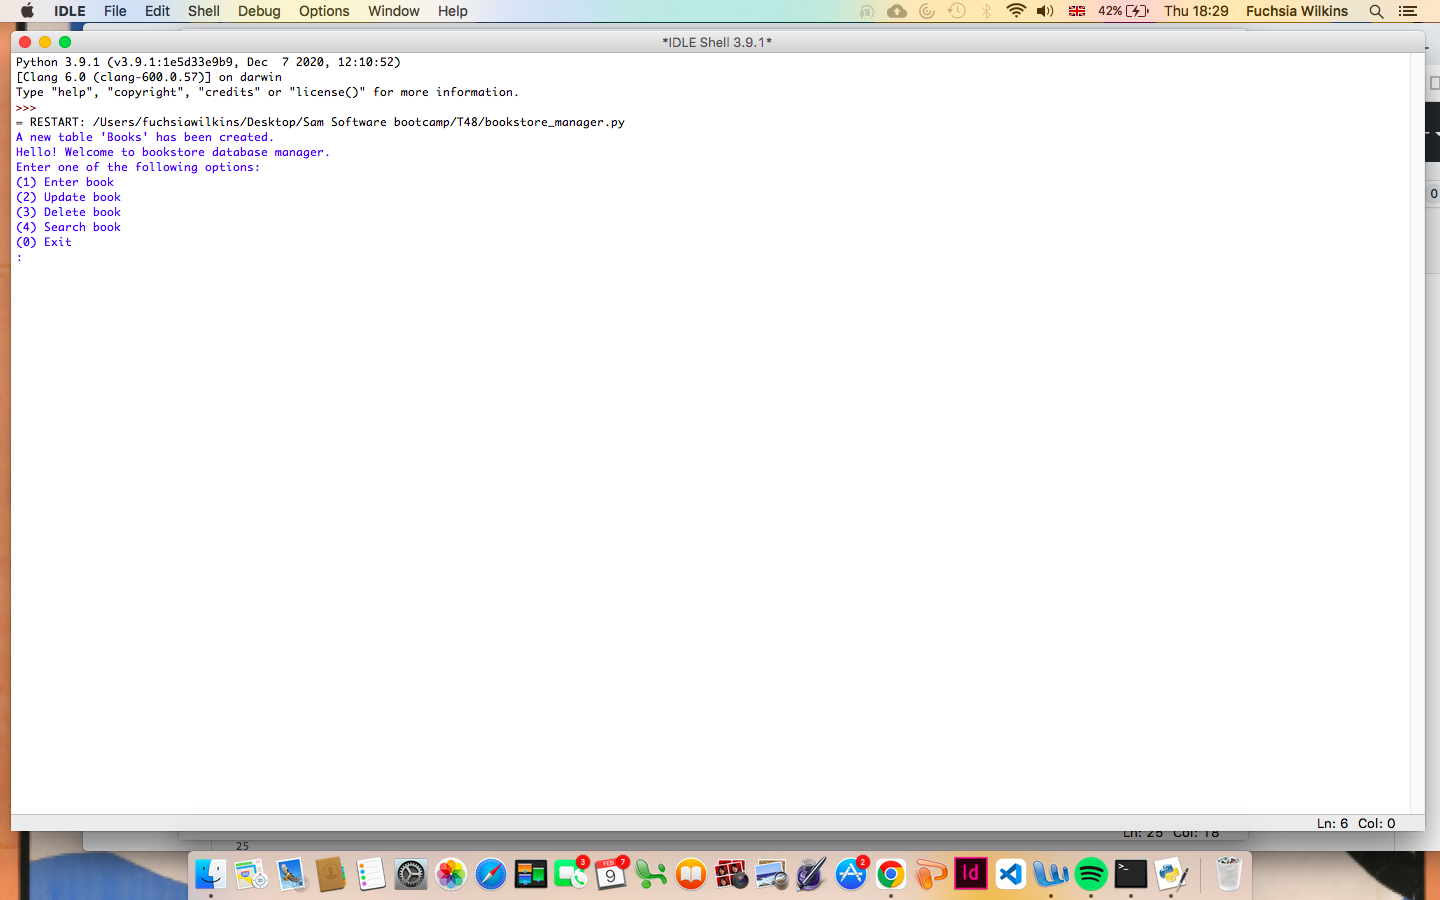 IDLE File Edit Shell Debug Options Window Help 42% Thu 18:29 Fuchsia Wilkins
*IDLE Shell 3.9.1*
Python 3.9.1 (v3.9.1:1e5d33e9b9, Dec  7 2020, 12:10:52)
[Clang 6.0 (clang-600.0.57)] on darwin
Type "help", "copyright", "credits" or "license()" for more information.
>>>
= RESTART: /Users/fuchsiawilkins/Desktop/Sam Software bootcamp/T48/bookstore_manager.py
A new table 'Books' has been created.
Hello! Welcome to bookstore database manager.
Enter one of the following options:
(1) Enter book
(2) Update book
(3) Delete book
(4) Search book
(0) Exit
:
0
Ln: 6 Col: 0
Ln: 25 Col: 18
25
3
FEB 7
9
2
Id
>_